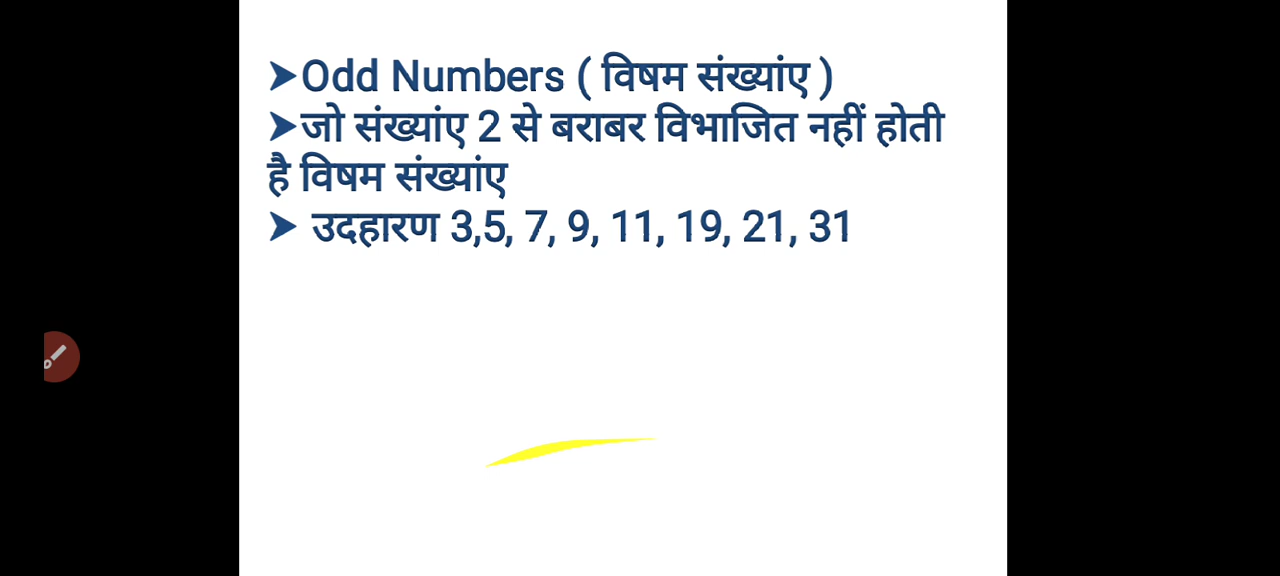 ➤Odd Numbers ( विषम संख्यांए )
➤जो संख्यांए 2 से बराबर विभाजित नहीं होती
है विषम संख्यांए
➤ उदहारण 3,5, 7, 9, 11, 19, 21, 31